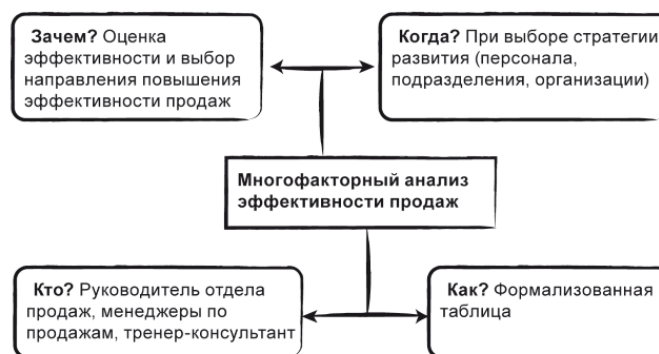 Зачем? Оценка
эффективности и выбор
направления повышения
эффективности продаж
Когда? При выборе стратегии
развития (персонала,
подразделения, организации)
Многофакторный анализ
эффективности продаж
Кто? Руководитель отдела
продаж, менеджеры по
продажам, тренер-консультант
Как? Формализованная
таблица